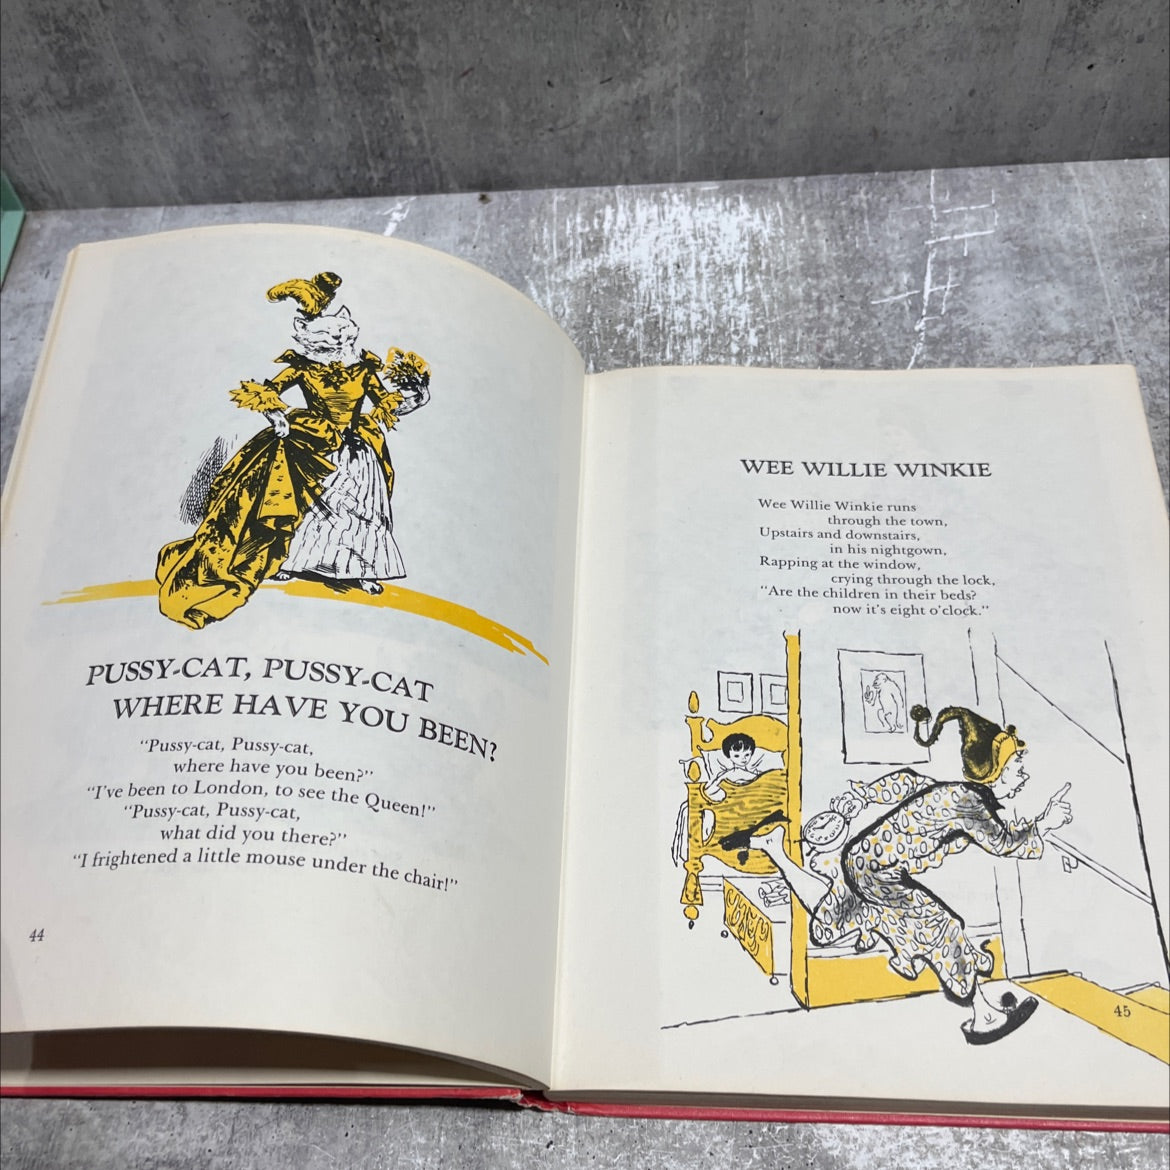 PUSSY-CAT, PUSSY-CAT
WHERE HAVE YOU BEEN?
“Pussy-cat, Pussy-cat,
where have you been?”
“I’ve been to London, to see the Queen!”
“Pussy-cat, Pussy-cat,
what did you there?”
“I frightened a little mouse under the chair!”
44
WEE WILLIE WINKIE
Wee Willie Winkie runs
through the town,
Upstairs and downstairs,
in his nightgown,
Rapping at the window,
crying through the lock,
“Are the children in their beds?
now it’s eight o’clock.”
45